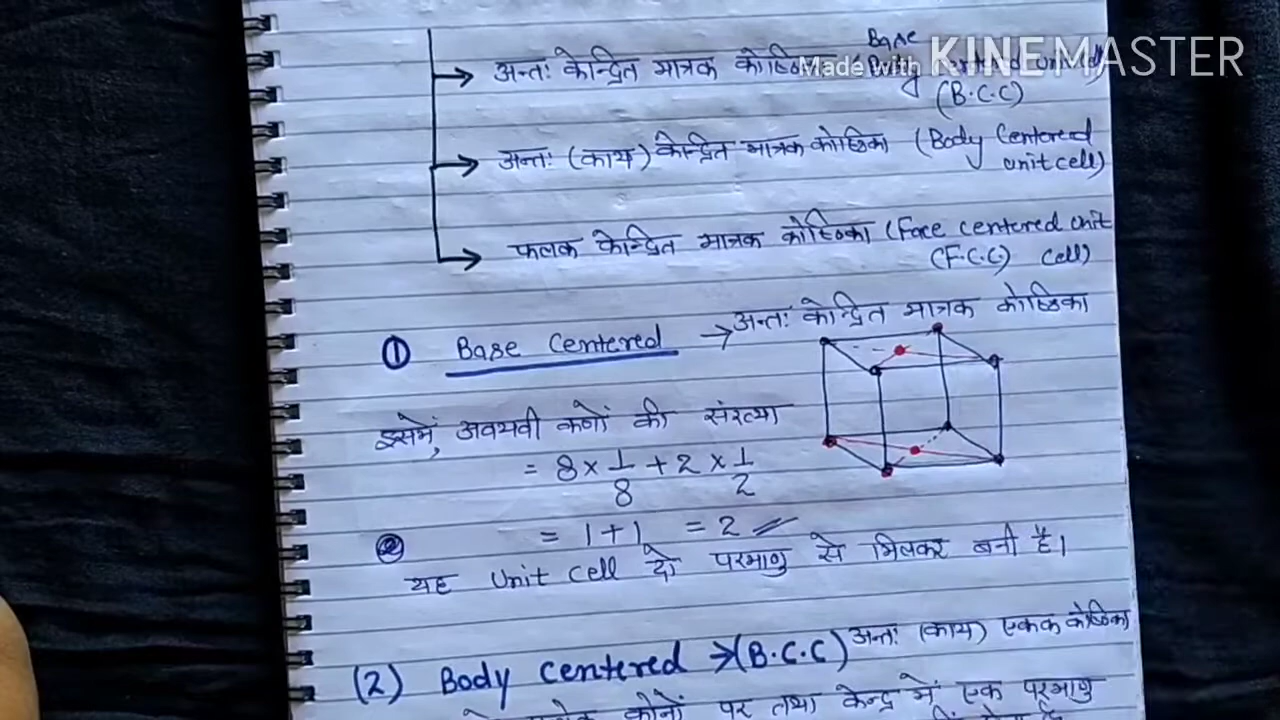 Base
अन्तः केन्द्रित मात्रक कोष्ठिका
Made with KINEMASTER
(B.C.C)
अन्तः (काय) केन्द्रित मात्रक कोष्ठिका (Body Centered
unit cell)
फलक केन्द्रित मात्रक कोष्ठिका (Face centered unit
(F.C.C.) cell)
① Base Centered → अन्तः केन्द्रित मात्रक कोष्ठिका
इसमें, अवयवी कणों की संख्या
= 8 × 1/8 + 2 × 1/2
= 1 + 1 = 2
यह unit cell दो परमाणु से मिलकर बनी है।
(2) Body Centered → (B.C.C) अन्तः (काय) एकक कोष्ठिका
कोनों पर तथा केन्द्र में एक परमाणु